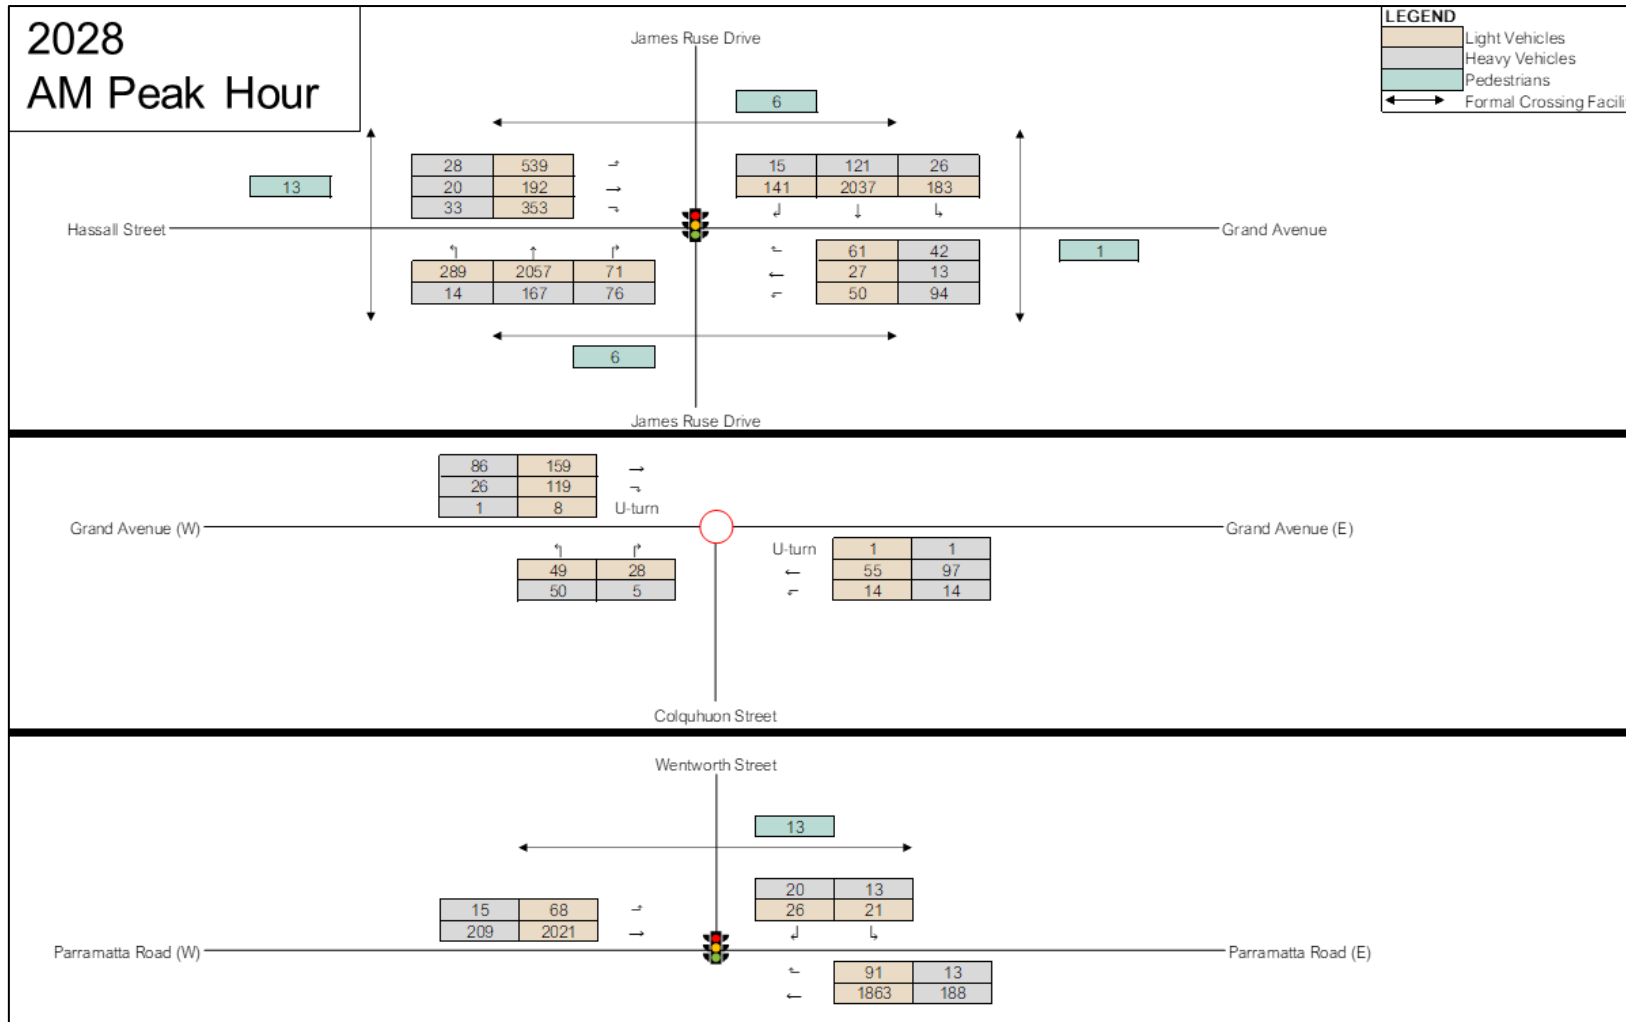 2028
AM Peak Hour
LEGEND
Light Vehicles
Heavy Vehicles
Pedestrians
Formal Crossing Facili
James Ruse Drive
6
13
28 539
20 192
33 353
15 121 26
141 2037 183
Hassall Street
Grand Avenue
289 2057 71
14 167 76
61 42
27 13
50 94
1
6
James Ruse Drive
86 159
26 119
1 8 U-turn
Grand Avenue (W)
Grand Avenue (E)
49 28
50 5
U-turn 1 1
55 97
14 14
Colquhuon Street
Wentworth Street
13
15 68
209 2021
20 13
26 21
Parramatta Road (W)
Parramatta Road (E)
91 13
1863 188